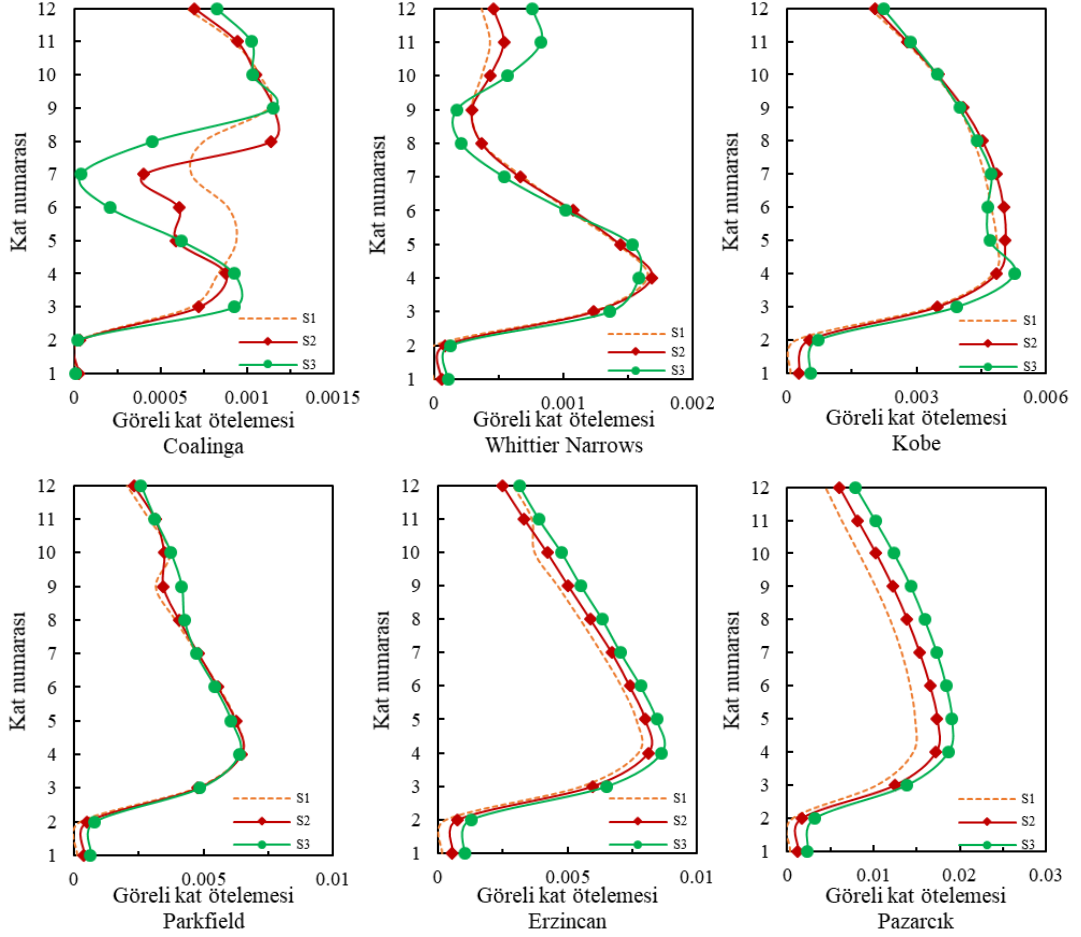 12
11
10
9
8
7
6
5
4
3
2
1
Kat numarası
S1
S2
S3
0 0.0005 0.001 0.0015
Göreli kat ötelemesi
Coalinga
12
11
10
9
8
7
6
5
4
3
2
1
Kat numarası
S1
S2
S3
0 0.001 0.002
Göreli kat ötelemesi
Whittier Narrows
12
11
10
9
8
7
6
5
4
3
2
1
Kat numarası
S1
S2
S3
0 0.003 0.006
Göreli kat ötelemesi
Kobe
12
11
10
9
8
7
6
5
4
3
2
1
Kat numarası
S1
S2
S3
0 0.005 0.01
Göreli kat ötelemesi
Parkfield
12
11
10
9
8
7
6
5
4
3
2
1
Kat numarası
S1
S2
S3
0 0.005 0.01
Göreli kat ötelemesi
Erzincan
12
11
10
9
8
7
6
5
4
3
2
1
Kat numarası
S1
S2
S3
0 0.01 0.02 0.03
Göreli kat ötelemesi
Pazarcık